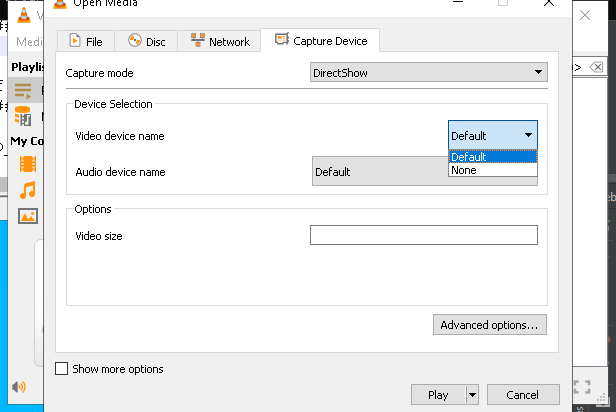 Open Media
V
Medi
File
Disc
Network
Capture Device
Playlis
Capture mode
DirectShow
Device Selection
Video device name
Default
Default
None
My Co
Audio device name
Default
Options
Video size
Advanced options...
Show more options
Play
Cancel